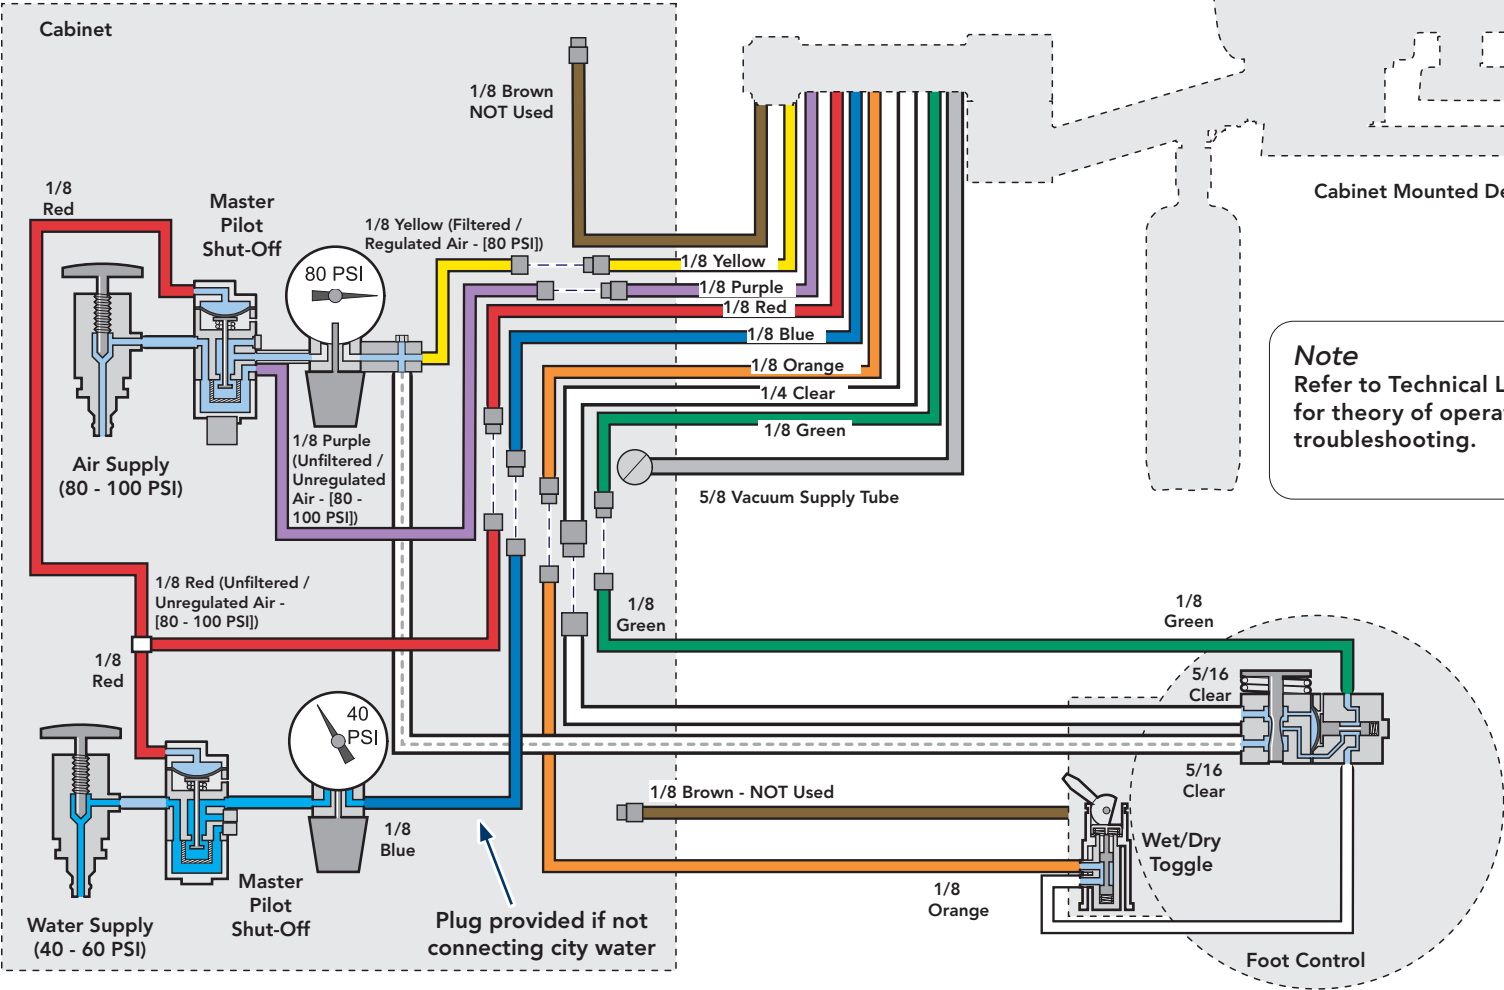 Cabinet
1/8 Brown
NOT Used
1/8
Red
Master
Pilot
Shut-Off
1/8 Yellow (Filtered /
Regulated Air - [80 PSI])
80 PSI
1/8 Yellow
1/8 Purple
1/8 Red
1/8 Blue
1/8 Orange
1/4 Clear
1/8 Green
5/8 Vacuum Supply Tube
Cabinet Mounted De
Note
Refer to Technical L
for theory of opera
troubleshooting.
Air Supply
(80 - 100 PSI)
1/8 Purple
(Unfiltered /
Unregulated
Air - [80 -
100 PSI])
1/8 Red (Unfiltered /
Unregulated Air -
[80 - 100 PSI])
1/8
Red
1/8
Green
1/8
Green
5/16
Clear
5/16
Clear
40
PSI
1/8
Blue
1/8 Brown - NOT Used
Wet/Dry
Toggle
1/8
Orange
Water Supply
(40 - 60 PSI)
Master
Pilot
Shut-Off
Plug provided if not
connecting city water
Foot Control